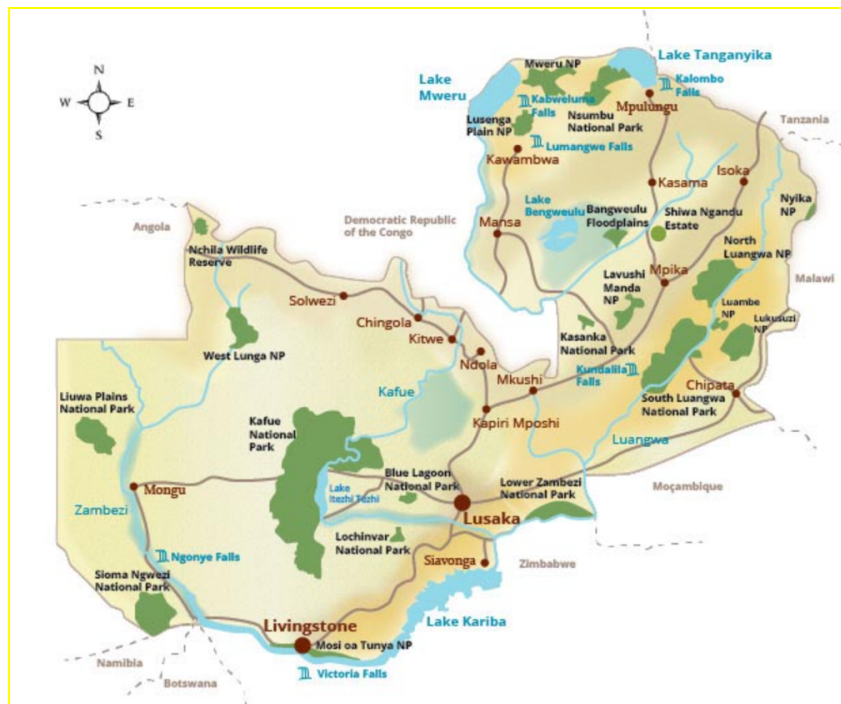 N
W
E
S
Lake Tanganyika
Mweru NP
Lake
Mweru
Kalombo
Falls
Kabweluma
Falls
Mpulungu
Lusenga
Plain NP
Nsumbu
National Park
Tanzania
Lumangwe Falls
Kawambwa
Isoka
Kasama
Nyika
NP
Lake
Bengweulu
Bangweulu
Floodplains
Shiwa Ngandu
Estate
Democratic Republic
of the Congo
Angola
Mansa
North
Luangwa NP
Nchila Wildlife
Reserve
Lavushi
Manda
NP
Mpika
Malawi
Solwezi
Luambe
NP
Lukusuzi
NP
Chingola
Kitwe
Kasanka
National Park
West Lunga NP
Ndola
Mkushi
Kundalila
Falls
Chipata
Liuwa Plains
National Park
Kafue
South Luangwa
National Park
Kafue
National
Park
Kapiri Mposhi
Luangwa
Blue Lagoon
National Park
Lower Zambezi
National Park
Moçambique
Mongu
Lake
Itezhi Tezhi
Zambezi
Lusaka
Lochinvar
National Park
Ngonye Falls
Siavonga
Zimbabwe
Sioma Ngwezi
National Park
Livingstone
Lake Kariba
Mosi oa Tunya NP
Namibia
Victoria Falls
Botswana